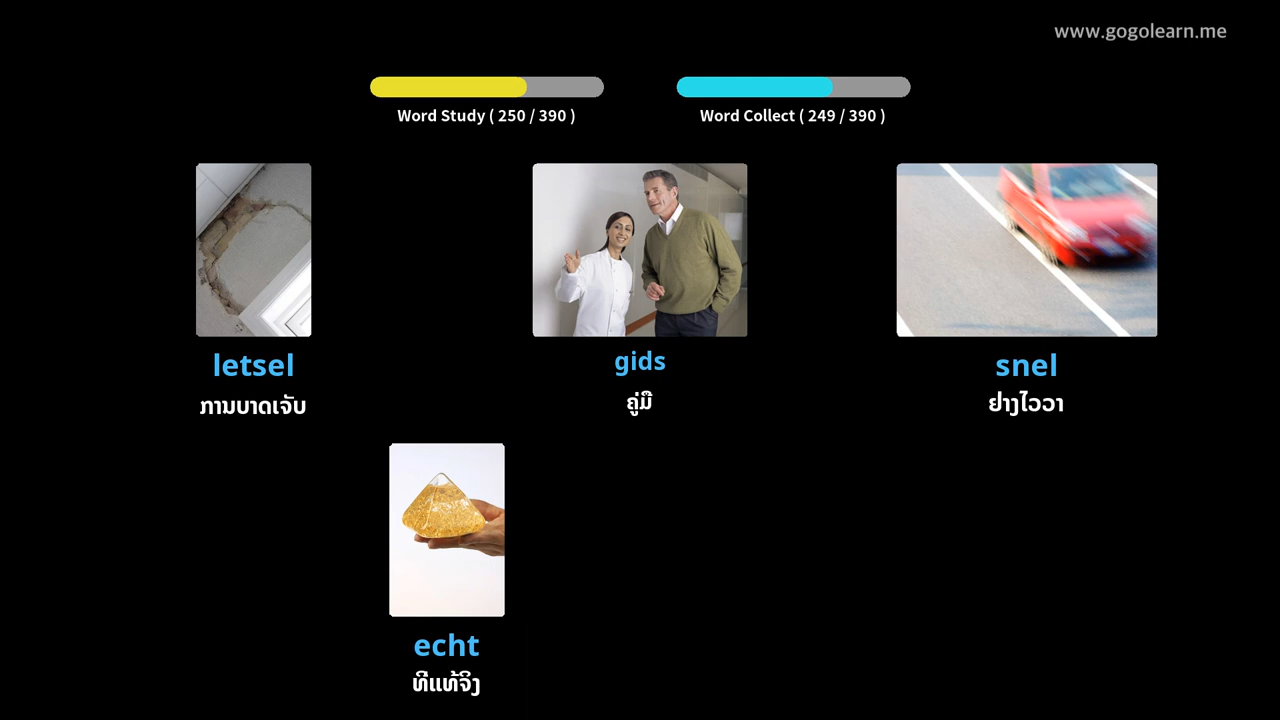 www.gogolearn.me
Word Study ( 250 / 390 )
Word Collect ( 249 / 390 )
letsel
ການບາດເຈັບ
gids
ຄູ່ມື
snel
ຢ່າງໄວວາ
echt
ທີ່ແທ້ຈິງ